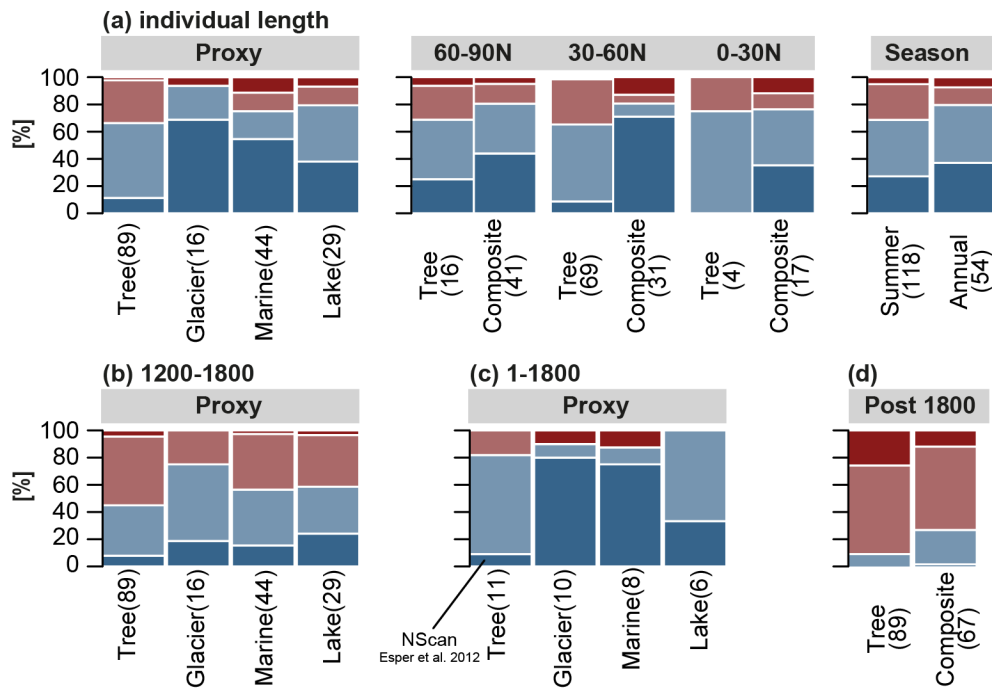 (a) individual length
Proxy
60-90N
30-60N
0-30N
Season
[%]
100
80
60
40
20
0
Tree(89)
Glacier(16)
Marine(44)
Lake(29)
Tree
(16)
Composite
(41)
Tree
(69)
Composite
(31)
Tree
(4)
Composite
(17)
Summer
(118)
Annual
(54)
(b) 1200-1800
Proxy
[%]
100
80
60
40
20
0
Tree(89)
Glacier(16)
Marine(44)
Lake(29)
(c) 1-1800
Proxy
Tree(11)
Glacier(10)
Marine(8)
Lake(6)
NScan
Esper et al. 2012
(d)
Post 1800
Tree
(89)
Composite
(67)